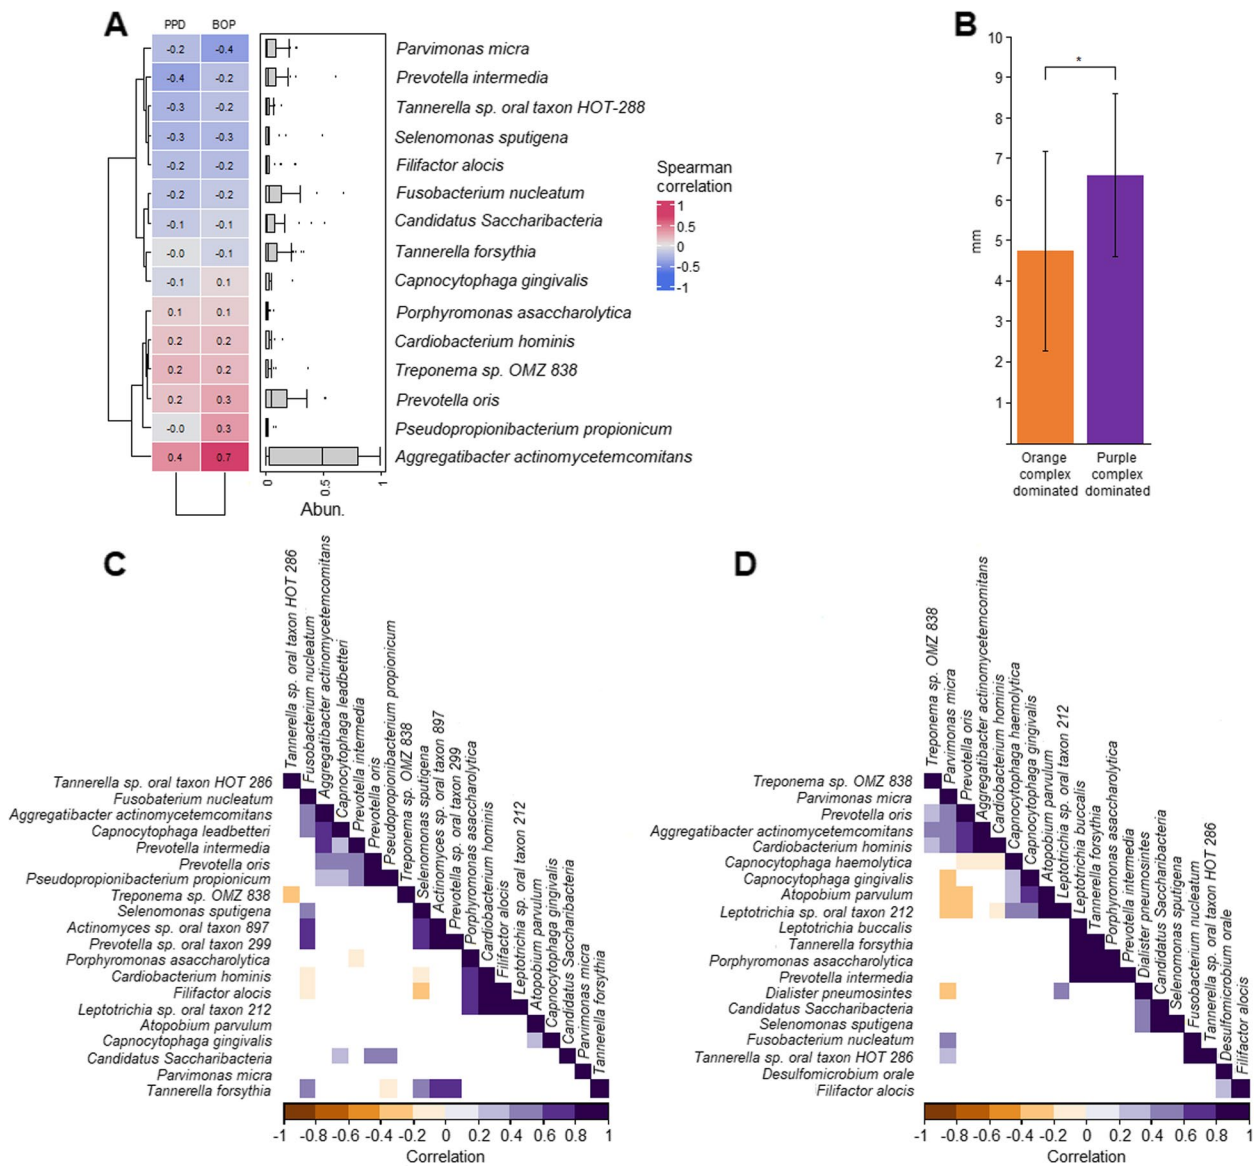 A
PPD BOP
-0.2 -0.4 Parvimonas micra
-0.4 -0.2 Prevotella intermedia
-0.3 -0.2 Tannerella sp. oral taxon HOT-288
-0.3 -0.3 Selenomonas sputigena
-0.2 -0.2 Filifactor alocis
-0.2 -0.2 Fusobacterium nucleatum
-0.1 -0.1 Candidatus Saccharibacteria
-0.0 -0.1 Tannerella forsythia
-0.1 0.1 Capnocytophaga gingivalis
0.1 0.1 Porphyromonas asaccharolytica
0.2 0.2 Cardiobacterium hominis
0.2 0.2 Treponema sp. OMZ 838
0.2 0.3 Prevotella oris
-0.0 0.3 Pseudopropionibacterium propionicum
0.4 0.7 Aggregatibacter actinomycetemcomitans
0 0.5 1
Abun.
Spearman
correlation
1
0.5
0
-0.5
-1
B
10
9
8
7
6
5
4
3
2
1
mm
*
Orange
complex
dominated
Purple
complex
dominated
C
Tannerella sp. oral taxon HOT 286
Fusobacterium nucleatum
Aggregatibacter actinomycetemcomitans
Capnocytophaga leadbetteri
Prevotella intermedia
Prevotella oris
Pseudopropionibacterium propionicum
Treponema sp. OMZ 838
Selenomonas sputigena
Actinomyces sp. oral taxon 897
Prevotella sp. oral taxon 299
Porphyromonas asaccharolytica
Cardiobacterium hominis
Filifactor alocis
Leptotrichia sp. oral taxon 212
Atopobium parvulum
Capnocytophaga gingivalis
Candidatus Saccharibacteria
Parvimonas micra
Tannerella forsythia
Tannerella sp. oral taxon HOT 286
Fusobaterium nucleatum
Aggregatibacter actinomycetemcomitans
Capnocytophaga leadbetteri
Prevotella intermedia
Prevotella oris
Pseudopropionibacterium propionicum
Treponema sp. OMZ 838
Selenomonas sputigena
Actinomyces sp. oral taxon 897
Prevotella sp. oral taxon 299
Porphyromonas asaccharolytica
Cardiobacterium hominis
Filifactor alocis
Leptotrichia sp. oral taxon 212
Atopobium parvulum
Capnocytophaga gingivalis
Candidatus Saccharibacteria
Parvimonas micra
Tannerella forsythia
-1 -0.8 -0.6 -0.4 -0.2 0 0.2 0.4 0.6 0.8 1
Correlation
D
Treponema sp. OMZ 838
Parvimonas micra
Prevotella oris
Aggregatibacter actinomycetemcomitans
Cardiobacterium hominis
Capnocytophaga haemolytica
Capnocytophaga gingivalis
Atopobium parvulum
Leptotrichia sp. oral taxon 212
Leptotrichia buccalis
Tannerella forsythia
Porphyromonas asaccharolytica
Prevotella intermedia
Dialister pneumosintes
Candidatus Saccharibacteria
Selenomonas sputigena
Fusobacterium nucleatum
Tannerella sp. oral taxon HOT 286
Desulfomicrobium orale
Filifactor alocis
Treponema sp. OMZ 838
Parvimonas micra
Prevotella oris
Aggregatibacter actinomycetemcomitans
Cardiobacterium hominis
Capnocytophaga haemolytica
Capnocytophaga gingivalis
Atopobium parvulum
Leptotrichia sp. oral taxon 212
Leptotrichia buccalis
Tannerella forsythia
Porphyromonas asaccharolytica
Prevotella intermedia
Dialister pneumosintes
Candidatus Saccharibacteria
Selenomonas sputigena
Fusobacterium nucleatum
Tannerella sp. oral taxon HOT 286
Desulfomicrobium orale
Filifactor alocis
-1 -0.8 -0.6 -0.4 -0.2 0 0.2 0.4 0.6 0.8 1
Correlation